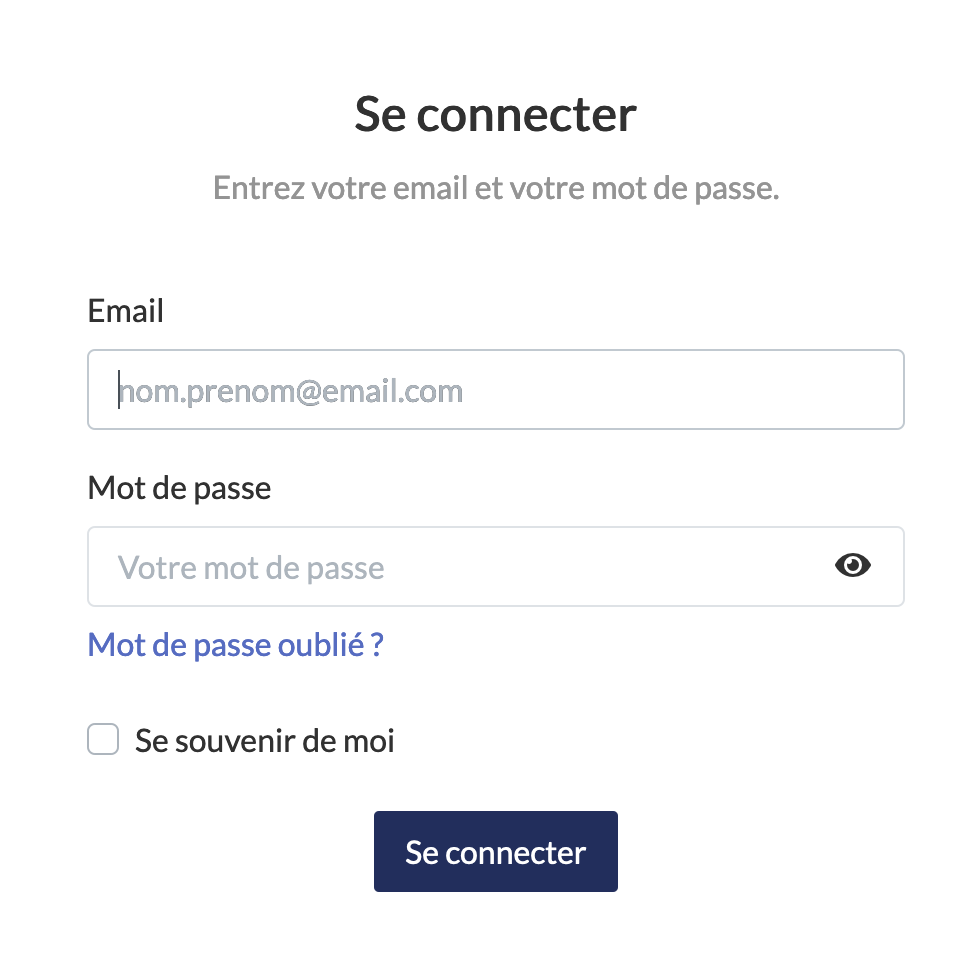 Se connecter
Entrez votre email et votre mot de passe.
Email
nom.prenom@email.com
Mot de passe
Votre mot de passe
Mot de passe oublié ?
Se souvenir de moi
Se connecter